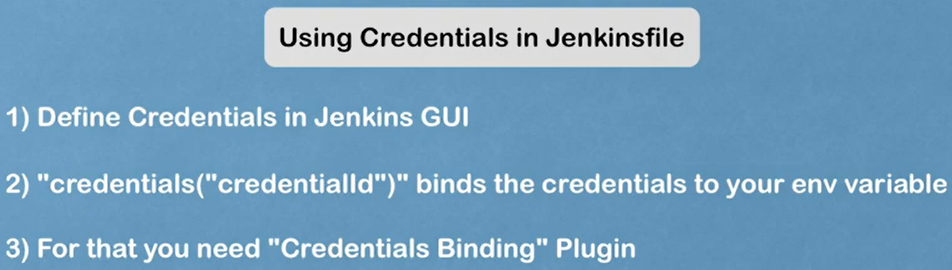 Using Credentials in Jenkinsfile
1) Define Credentials in Jenkins GUI
2) "credentials("credentialId")" binds the credentials to your env variable
3) For that you need "Credentials Binding" Plugin